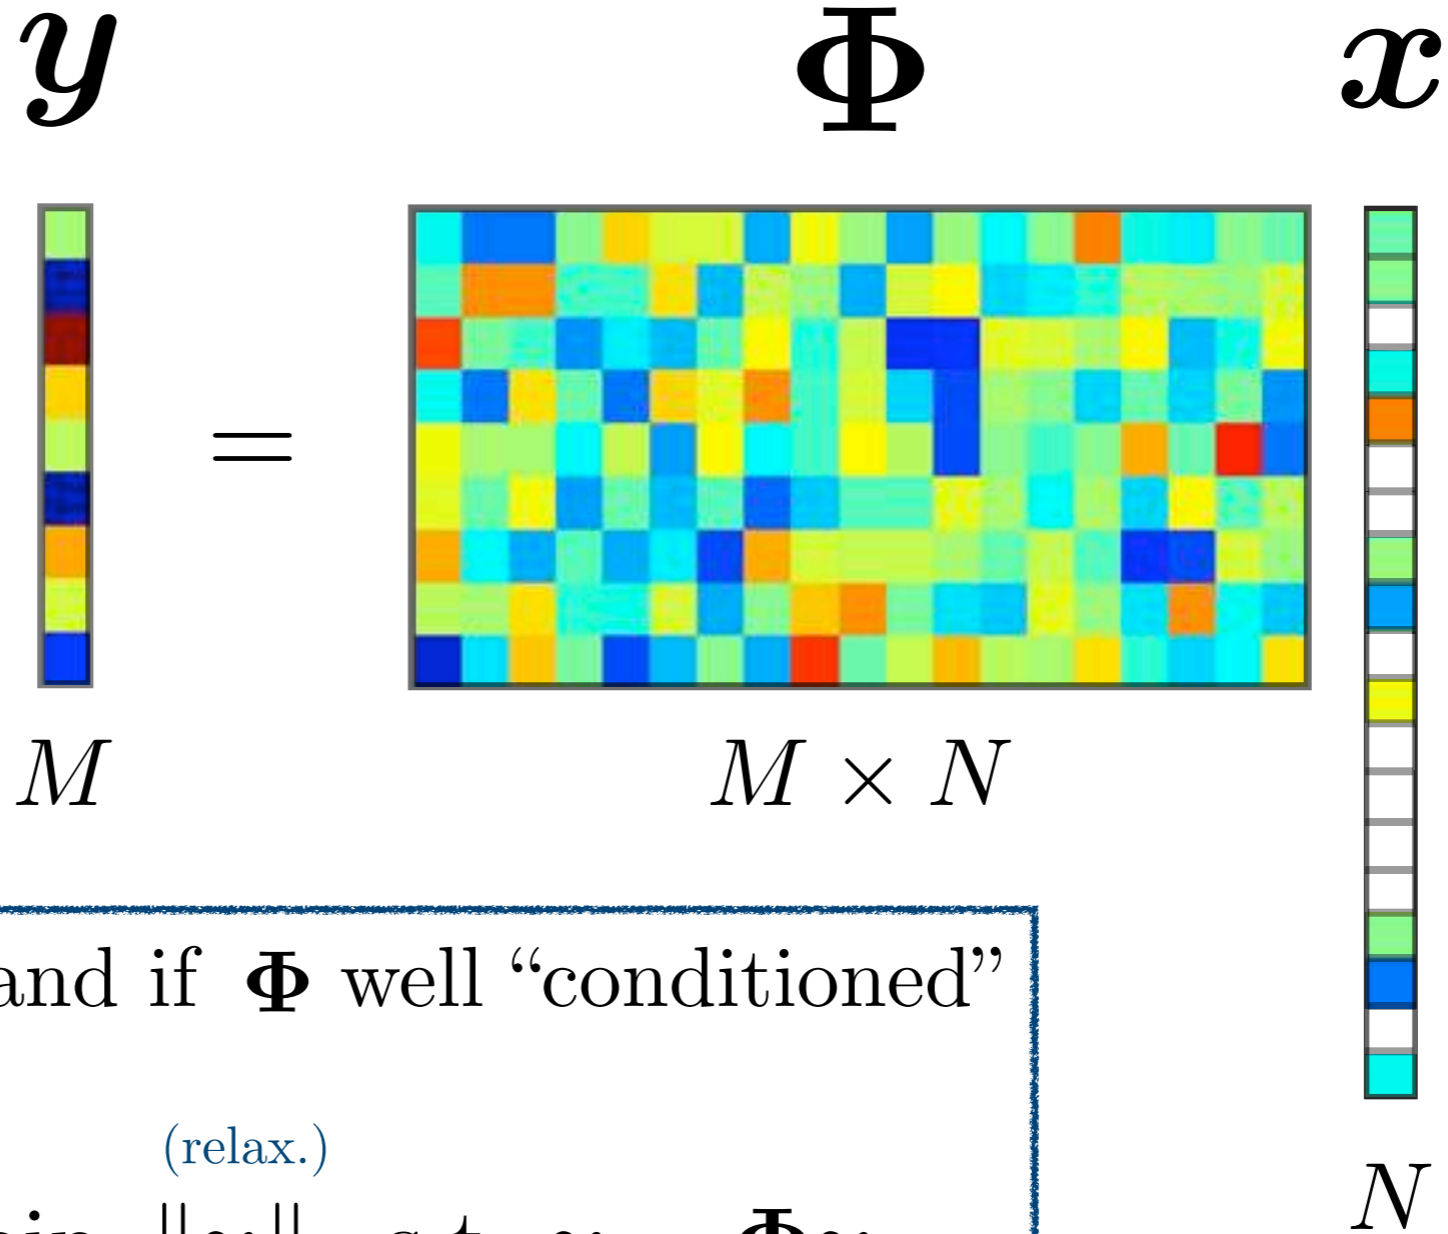 y Φ x
=
M M × N
and if Φ well “conditioned”
(relax.)
N
s.t.